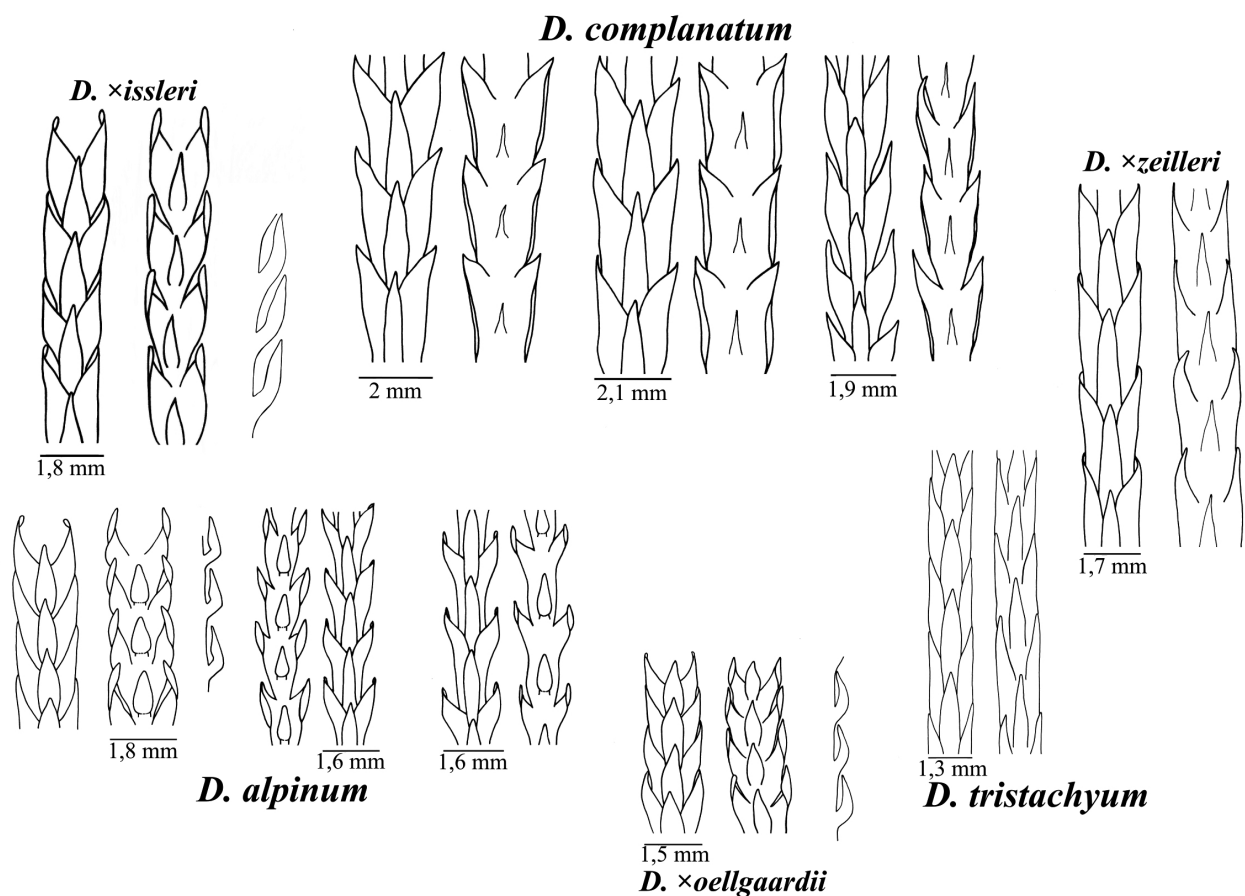 D. complanatum
D. ×issleri
D. ×zeilleri
2 mm
2,1 mm
1,9 mm
1,8 mm
1,7 mm
1,8 mm
1,6 mm
1,6 mm
1,3 mm
D. alpinum
D. tristachyum
1,5 mm
D. ×oellgaardii